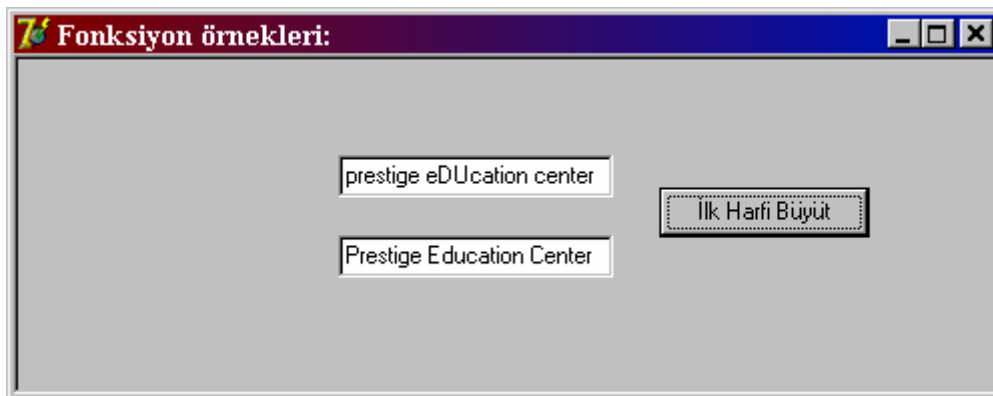 Fonksiyon örnekleri:
prestige eDUcation center
İlk Harfi Büyüt
Prestige Education Center